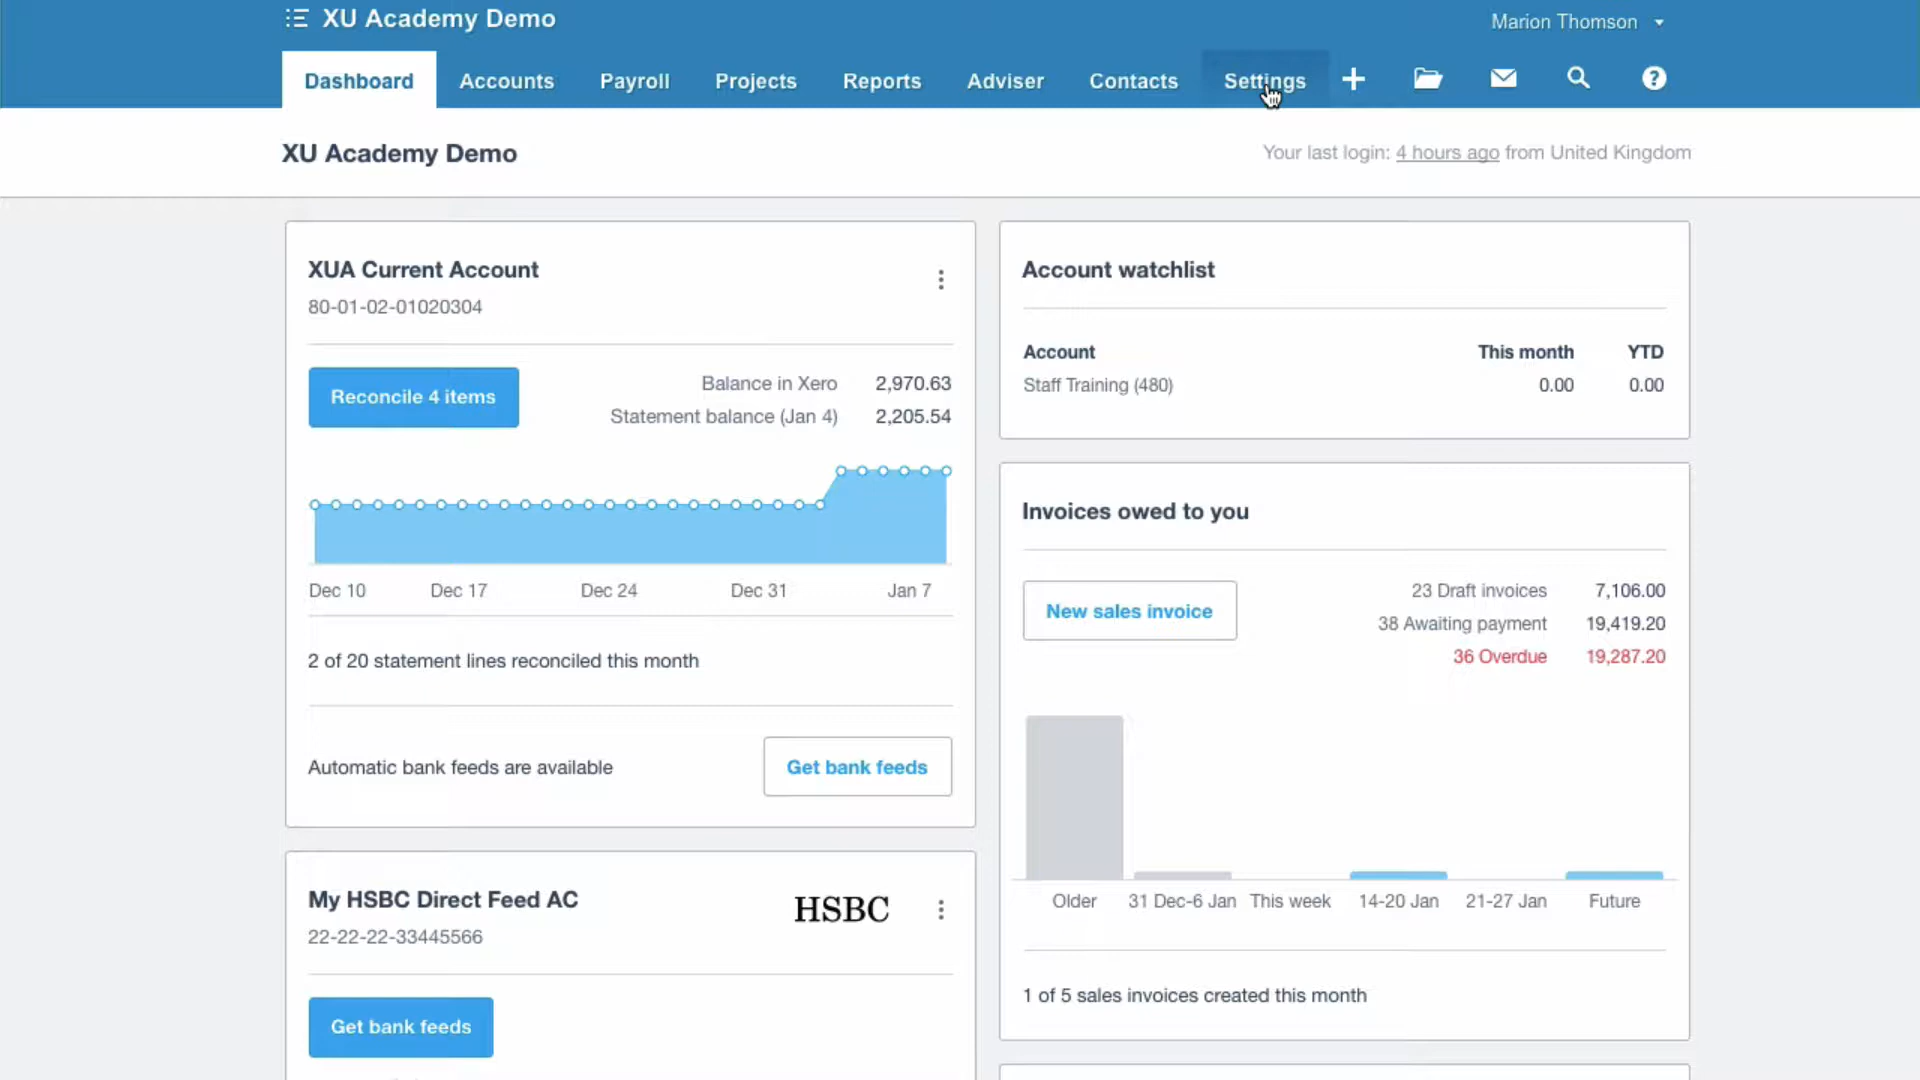 XU Academy Demo
Marion Thomson
Dashboard Accounts Payroll Projects Reports Adviser Contacts Settings
XU Academy Demo
Your last login: 4 hours ago from United Kingdom
XUA Current Account
80-01-02-01020304
Reconcile 4 items
Balance in Xero 2,970.63
Statement balance (Jan 4) 2,205.54
Dec 10 Dec 17 Dec 24 Dec 31 Jan 7
2 of 20 statement lines reconciled this month
Automatic bank feeds are available
Get bank feeds
My HSBC Direct Feed AC
HSBC
22-22-22-33445566
Get bank feeds
Account watchlist
Account This month YTD
Staff Training (480) 0.00 0.00
Invoices owed to you
New sales invoice
23 Draft invoices 7,106.00
38 Awaiting payment 19,419.20
36 Overdue 19,287.20
Older 31 Dec-6 Jan This week 14-20 Jan 21-27 Jan Future
1 of 5 sales invoices created this month